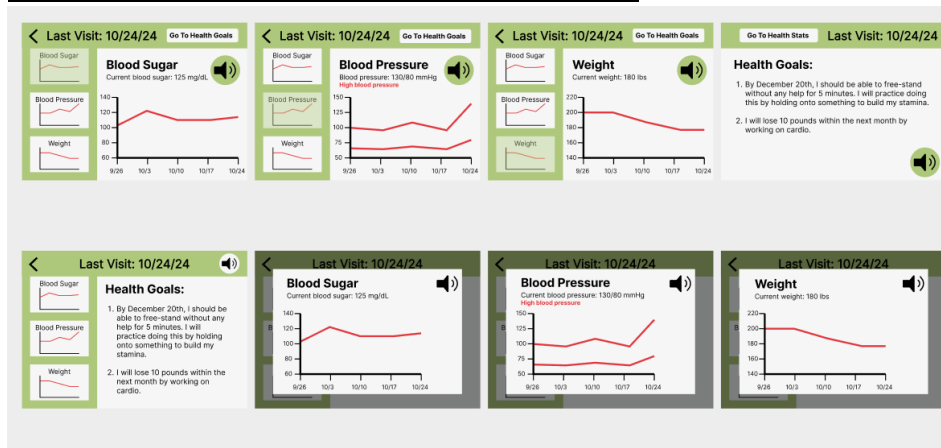 Last Visit: 10/24/24
Go To Health Goals
Blood Sugar
Blood Pressure
Weight
Blood Sugar
Current blood sugar: 125 mg/dL
140
120
100
80
60
9/26 10/3 10/10 10/17 10/24
Last Visit: 10/24/24
Go To Health Goals
Blood Sugar
Blood Pressure
Weight
Blood Pressure
Blood pressure: 130/80 mmHg
High blood pressure
150
125
100
75
50
9/26 10/3 10/10 10/17 10/24
Last Visit: 10/24/24
Go To Health Goals
Blood Sugar
Blood Pressure
Weight
Weight
Current weight: 180 lbs
220
200
180
160
140
9/26 10/3 10/10 10/17 10/24
Go To Health Stats
Last Visit: 10/24/24
Health Goals:
1. By December 20th, I should be able to free-stand
without any help for 5 minutes. I will practice doing
this by holding onto something to build my stamina.
2. I will lose 10 pounds within the next month by
working on cardio.
Last Visit: 10/24/24
Blood Sugar
Blood Pressure
Weight
Health Goals:
1. By December 20th, I should be
able to free-stand without any
help for 5 minutes. I will
practice doing this by holding
onto something to build my
stamina.
2. I will lose 10 pounds within the
next month by working on
cardio.
Last Visit: 10/24/24
Blood Sugar
Current blood sugar: 125 mg/dL
140
120
100
80
60
9/26 10/3 10/10 10/17 10/24
Last Visit: 10/24/24
B
Blood Pressure
Current blood pressure: 130/80 mmHg
High blood pressure
150
125
100
75
50
9/26 10/3 10/10 10/17 10/24
Last Visit: 10/24/24
Weight
Current weight: 180 lbs
220
200
180
160
140
9/26 10/3 10/10 10/17 10/24